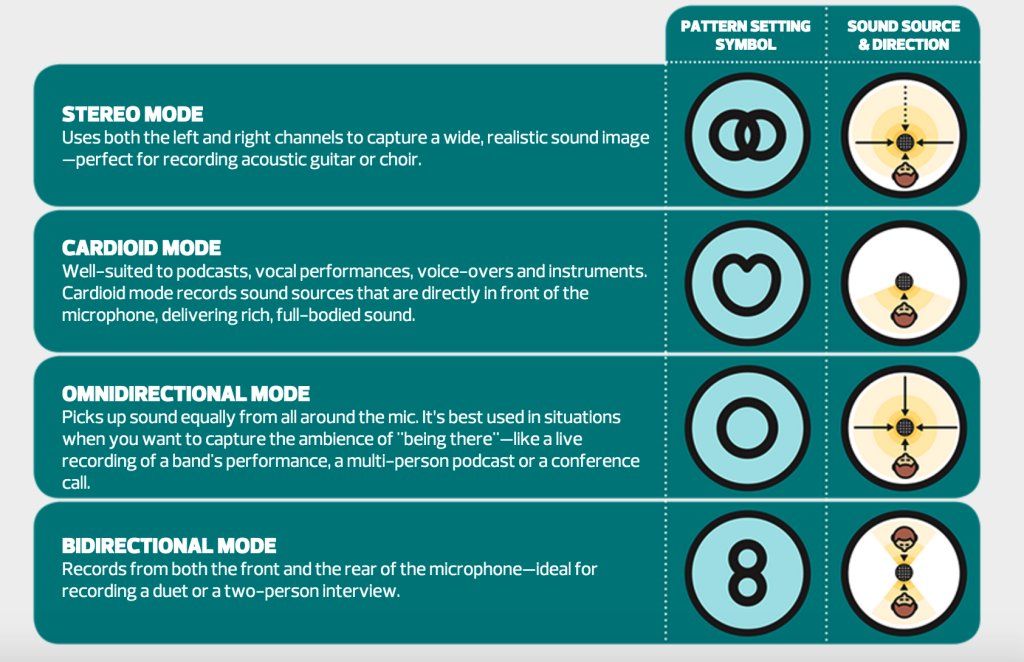 PATTERN SETTING
SYMBOL
SOUND SOURCE
& DIRECTION
STEREO MODE
Uses both the left and right channels to capture a wide, realistic sound image
—perfect for recording acoustic guitar or choir.
CARDIOID MODE
Well-suited to podcasts, vocal performances, voice-overs and instruments.
Cardioid mode records sound sources that are directly in front of the
microphone, delivering rich, full-bodied sound.
OMNIDIRECTIONAL MODE
Picks up sound equally from all around the mic. It's best used in situations
when you want to capture the ambience of "being there"—like a live
recording of a band's performance, a multi-person podcast or a conference
call.
BIDIRECTIONAL MODE
Records from both the front and the rear of the microphone—ideal for
recording a duet or a two-person interview.